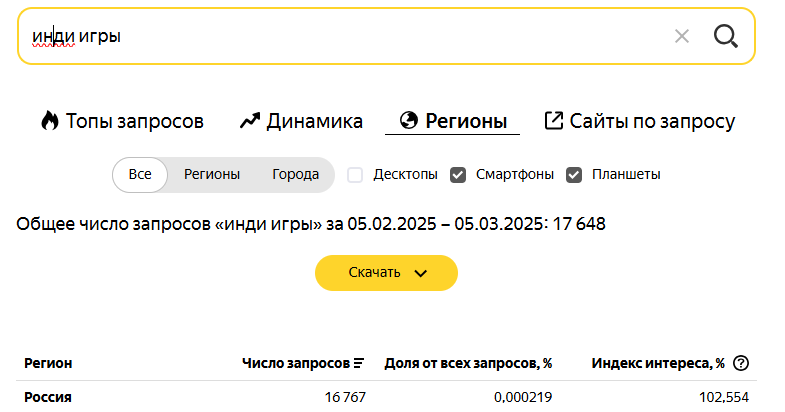 инди игры
Топы запросов Динамика Регионы Сайты по запросу
Все Регионы Города Десктопы Смартфоны Планшеты
Общее число запросов «инди игры» за 05.02.2025 – 05.03.2025: 17 648
Скачать
Регион Число запросов Доля от всех запросов, % Индекс интереса, % ?
Россия 16 767 0,000219 102,554